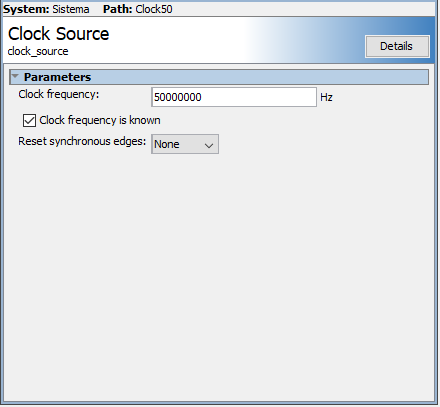 System: Sistema Path: Clock50
Clock Source
clock_source
Details
Parameters
Clock frequency: 50000000 Hz
Clock frequency is known
Reset synchronous edges: None